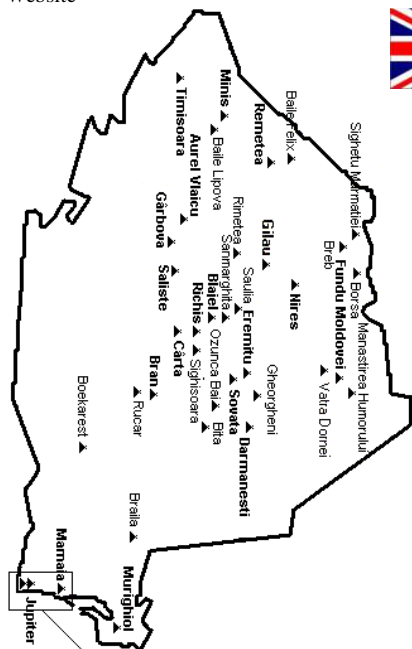 Website
Sighetu Marmatiei
Borsa
Manastirea Humorului
Breb
Fundu Moldovei
Vatra Dornei
Baile Felix
Remetea
Gilau
Nires
Gheorgheni
Darmanesti
Minis
Baile Lipova
Rimetea
Sanmarghita
Saulia
Eremitu
Sovata
Timisoara
Aurel Vlaicu
Blajel
Richis
Ozunca Bai
Bita
Gârbova
Saliste
Sighisoara
Cârta
Bran
Rucar
Boekarest
Braila
Murighiol
Mamaia
Jupiter